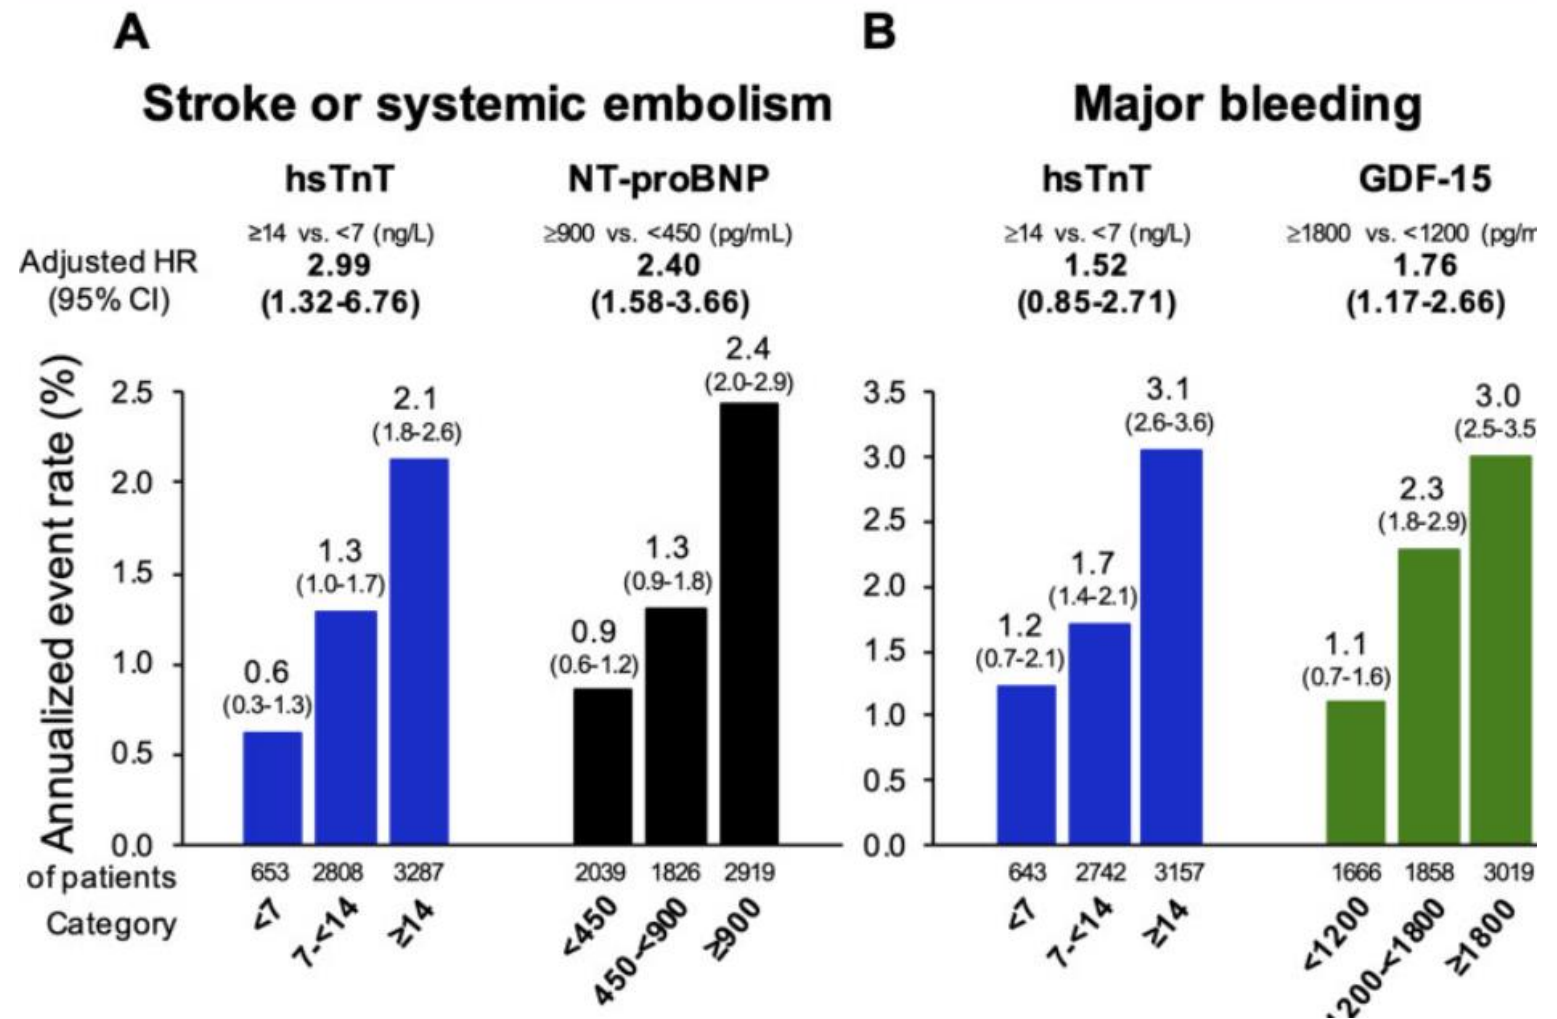 A
B
Stroke or systemic embolism
Major bleeding
hsTnT
NT-proBNP
hsTnT
GDF-15
≥14 vs. <7 (ng/L)
≥900 vs. <450 (pg/mL)
≥14 vs. <7 (ng/L)
≥1800 vs. <1200 (pg/m
Adjusted HR
2.99
2.40
1.52
1.76
(95% CI)
(1.32-6.76)
(1.58-3.66)
(0.85-2.71)
(1.17-2.66)
Annualized event rate (%)
2.5
2.0
1.5
1.0
0.5
0.0
0.6
(0.3-1.3)
1.3
(1.0-1.7)
2.1
(1.8-2.6)
0.9
(0.6-1.2)
1.3
(0.9-1.8)
2.4
(2.0-2.9)
3.5
3.0
2.5
2.0
1.5
1.0
0.5
0.0
1.2
(0.7-2.1)
1.7
(1.4-2.1)
3.1
(2.6-3.6)
1.1
(0.7-1.6)
2.3
(1.8-2.9)
3.0
(2.5-3.5
of patients
653 2808 3287
2039 1826 2919
643 2742 3157
1666 1858 3019
Category
<7
7-<14
≥14
<450
450-<900
≥900
<7
7-<14
≥14
<1200
1200-<1800
≥1800